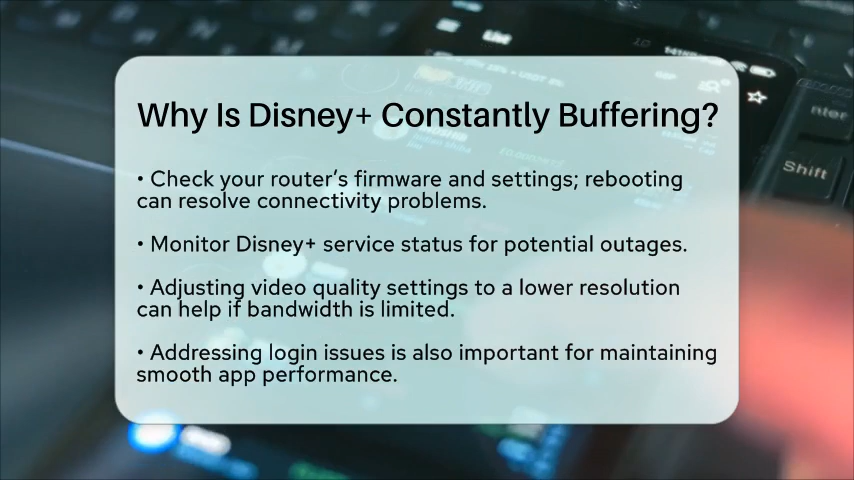 Why Is Disney+ Constantly Buffering?
• Check your router’s firmware and settings; rebooting
can resolve connectivity problems.
• Monitor Disney+ service status for potential outages.
• Adjusting video quality settings to a lower resolution
can help if bandwidth is limited.
• Addressing login issues is also important for maintaining
smooth app performance.
Shift